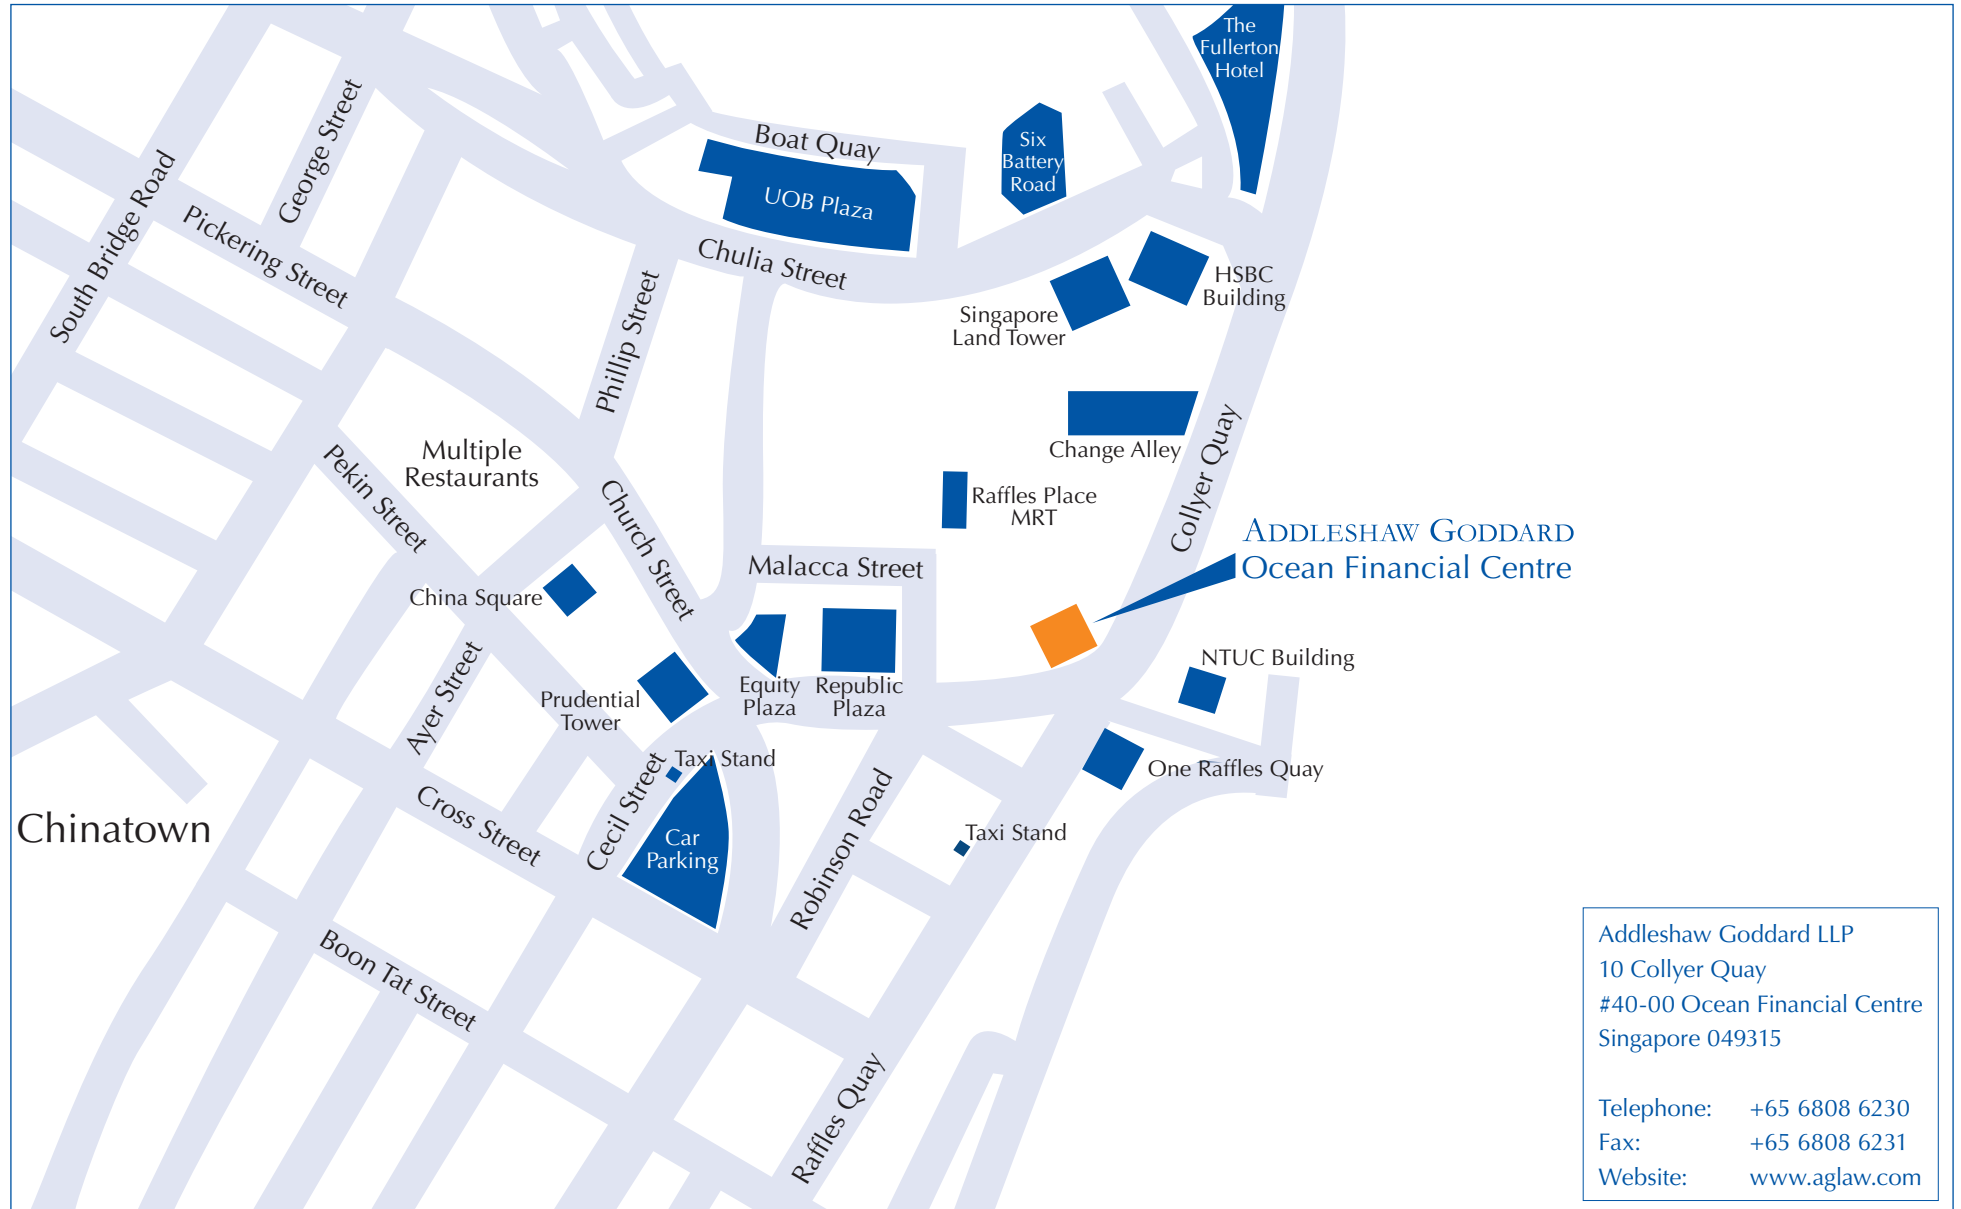 The
Fullerton
Hotel
George Street
Boat Quay
Six
Battery
Road
South Bridge Road
UOB Plaza
Pickering Street
Chulia Street
HSBC
Building
Phillip Street
Singapore
Land Tower
Collyer Quay
Multiple
Restaurants
Change Alley
Pekin Street
Raffles Place
MRT
Church Street
ADDLESHAW GODDARD
Ocean Financial Centre
Malacca Street
China Square
Ayer Street
NTUC Building
Prudential
Tower
Equity
Plaza
Republic
Plaza
Taxi Stand
One Raffles Quay
Cecil Street
Cross Street
Robinson Road
Chinatown
Car
Parking
Taxi Stand
Boon Tat Street
Raffles Quay
Addleshaw Goddard LLP
10 Collyer Quay
#40-00 Ocean Financial Centre
Singapore 049315
Telephone: +65 6808 6230
Fax: +65 6808 6231
Website: www.aglaw.com